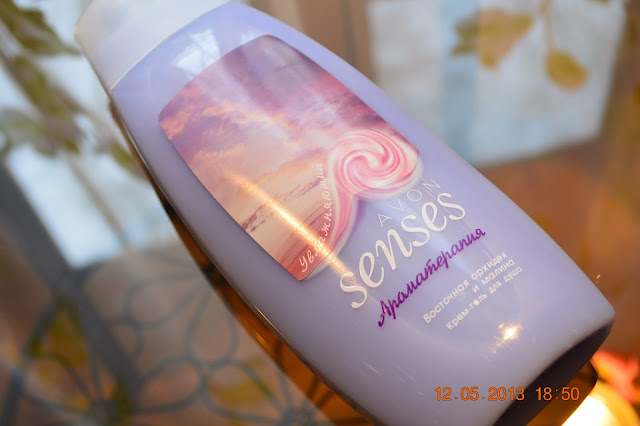 Увлажняющий
AVON
senses
Ароматерапия
Восточная орхидея
и малина
крем-гель для душа
12.05.2013 18:50